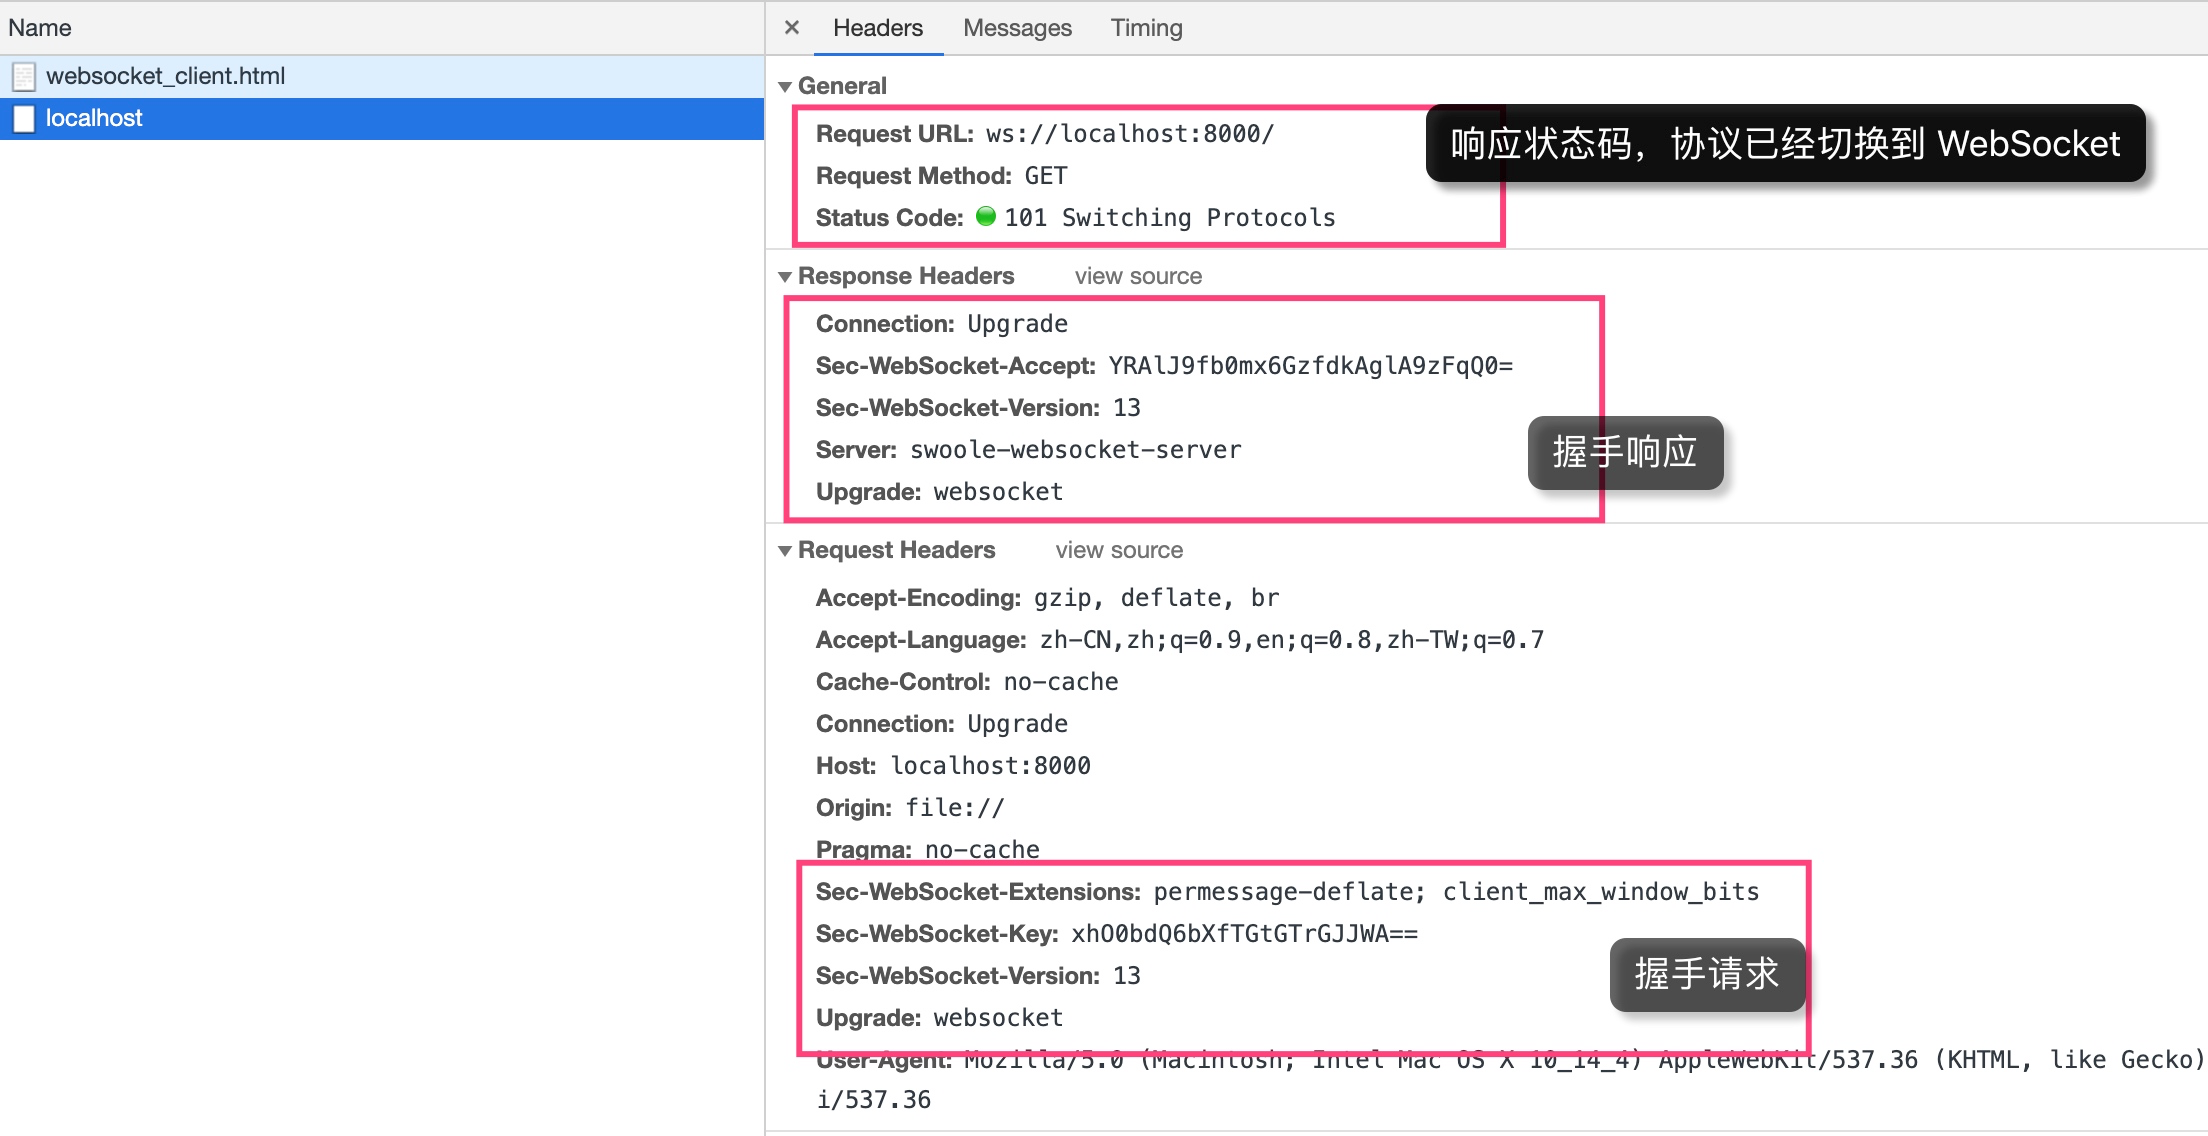 Name
websocket_client.html
localhost
× Headers Messages Timing
General
Request URL: ws://localhost:8000/
Request Method: GET
Status Code: 101 Switching Protocols
响应状态码，协议已经切换到 WebSocket
Response Headers view source
Connection: Upgrade
Sec-WebSocket-Accept: YRAlJ9fb0mx6GzfdkAglA9zFqQ0=
Sec-WebSocket-Version: 13
Server: swoole-websocket-server
Upgrade: websocket
握手响应
Request Headers view source
Accept-Encoding: gzip, deflate, br
Accept-Language: zh-CN,zh;q=0.9,en;q=0.8,zh-TW;q=0.7
Cache-Control: no-cache
Connection: Upgrade
Host: localhost:8000
Origin: file://
Pragma: no-cache
Sec-WebSocket-Extensions: permessage-deflate; client_max_window_bits
Sec-WebSocket-Key: xhO0bdQ6bXfTGtGTrGJJWA==
Sec-WebSocket-Version: 13
Upgrade: websocket
握手请求
User-Agent: Mozilla/5.0 (Macintosh; Intel Mac OS X 10_14_4) AppleWebKit/537.36 (KHTML, like Gecko)
i/537.36